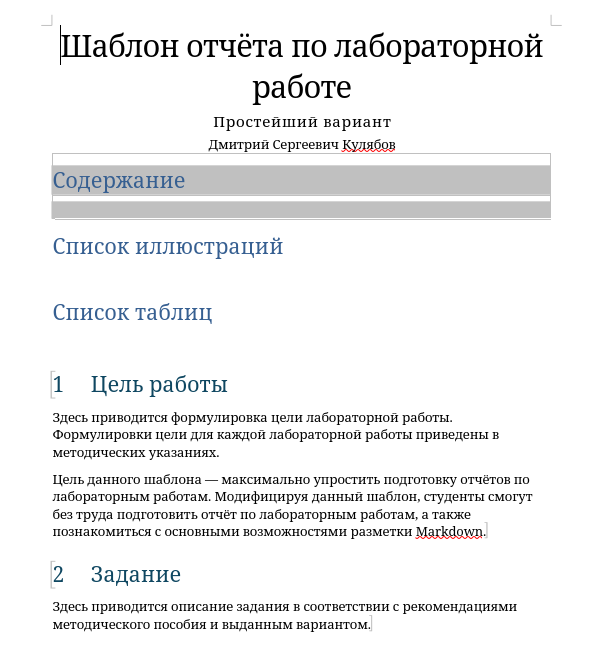 Шаблон отчёта по лабораторной
работе
Простейший вариант
Дмитрий Сергеевич Кулябов
Содержание
Список иллюстраций
Список таблиц
1 Цель работы
Здесь приводится формулировка цели лабораторной работы.
Формулировки цели для каждой лабораторной работы приведены в
методических указаниях.
Цель данного шаблона — максимально упростить подготовку отчётов по
лабораторным работам. Модифицируя данный шаблон, студенты смогут
без труда подготовить отчёт по лабораторным работам, а также
познакомиться с основными возможностями разметки Markdown.
2 Задание
Здесь приводится описание задания в соответствии с рекомендациями
методического пособия и выданным вариантом.